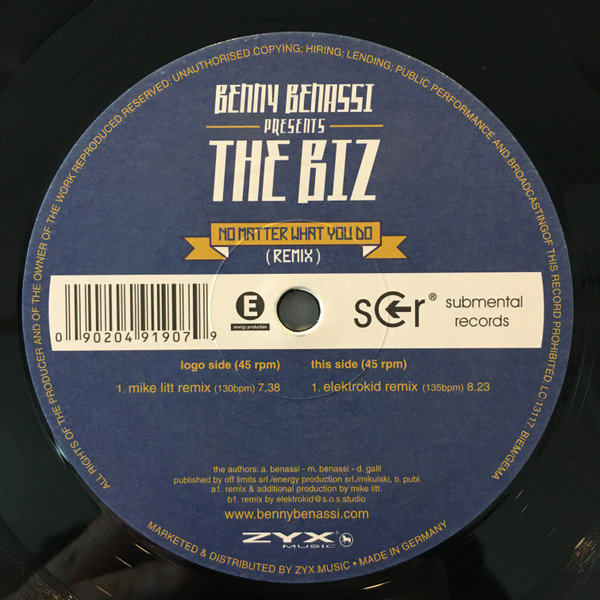 ALL RIGHTS OF THE PRODUCER AND OF THE OWNER OF THE WORK REPRODUCED RESERVED; UNAUTHORISED COPYING; HIRING; LENDING; PUBLIC PERFORMANCE AND BROADCASTINGOF THIS RECORD PROHIBITED. LC:13117. BIEM/GEMA
BENNY BENASSI
PRESENTS
THE BIZ
NO MATTER WHAT YOU DO
(REMIX)
0 90204 91907 9
E
energy production
scr®
submental
records
logo side (45 rpm)
1. mike litt remix (130bpm) 7.38
this side (45 rpm)
1. elektrokid remix (135bpm) 8.23
the authors: a. benassi - m. benassi - d. galli
published by off limits srl./energy production srl./mikulski, b. publ.
a1. remix & additional production by mike litt.
b1. remix by elektrokid@s.o.s.studio
www.bennybenassi.com
ZYX®
MUSIC
MARKETED & DISTRIBUTED BY ZYX MUSIC • MADE IN GERMANY